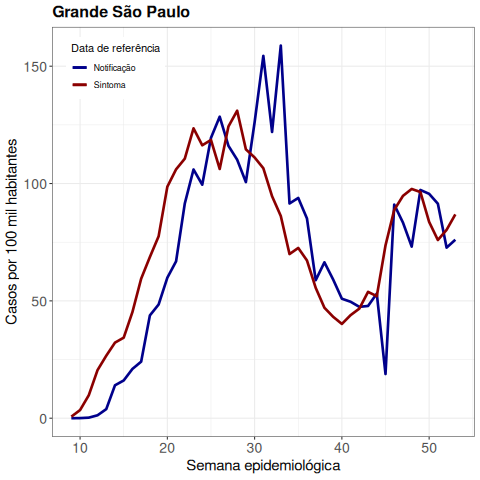 Grande São Paulo
Data de referência
Notificação
Sintoma
Casos por 100 mil habitantes
150
100
50
0
10 20 30 40 50
Semana epidemiológica